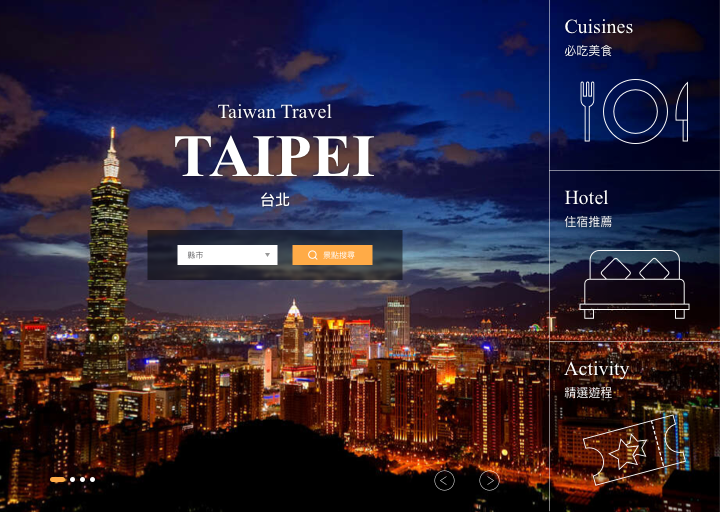 Taiwan Travel
TAIPEI
台北
縣市
景點搜尋
Cuisines
必吃美食
Hotel
住宿推薦
Activity
精選遊程